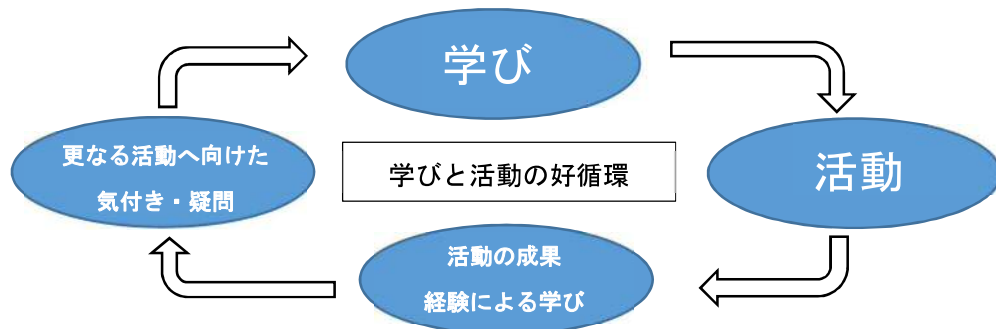 学び
活動
活動の成果
経験による学び
更なる活動へ向けた
気付き・疑問
学びと活動の好循環